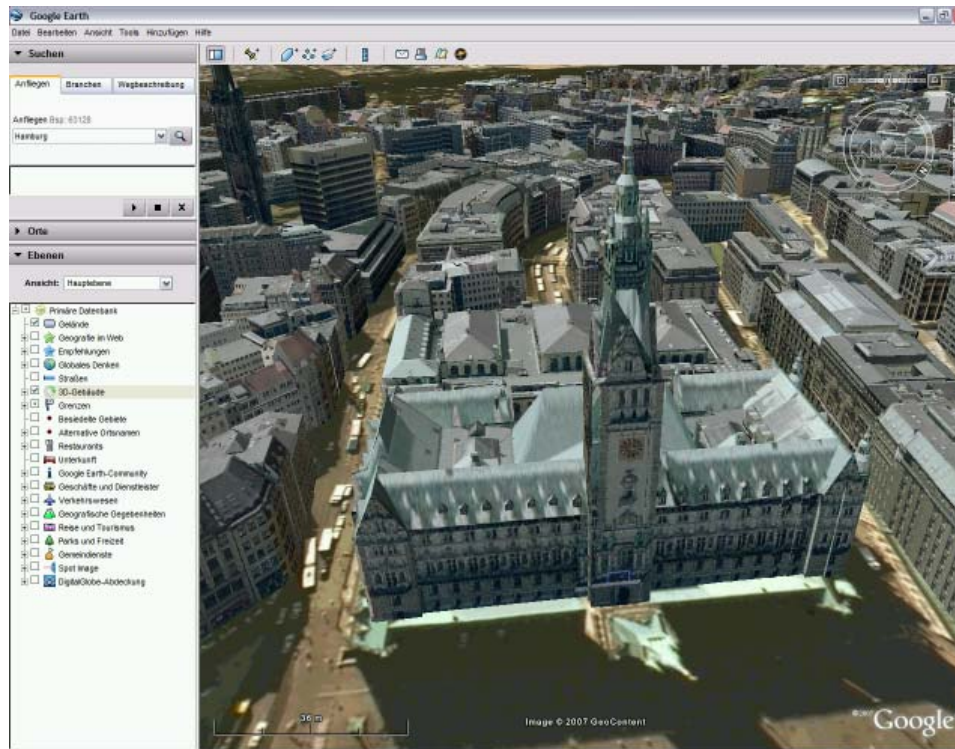 Google Earth
Datei Bearbeiten Ansicht Tools Hinzufügen Hilfe
Suchen
Anfliegen Branchen Wegbeschreibung
Anfliegen Bsp: 63128
Hamburg
Orte
Ebenen
Ansicht: Hauptebene
Primäre Datenbank
Gelände
Geografie im Web
Empfehlungen
Globales Denken
Straßen
3D-Gebäude
Grenzen
Besiedelte Gebiete
Alternative Ortsnamen
Restaurants
Unterkunft
Google Earth-Community
Geschäfte und Dienstleister
Verkehrswesen
Geografische Gegebenheiten
Reise und Tourismus
Parks und Freizeit
Gemeindienste
Spot Image
DigitalGlobe-Abdeckung
N
36 m
Image © 2007 GeoContent
©2007 Google